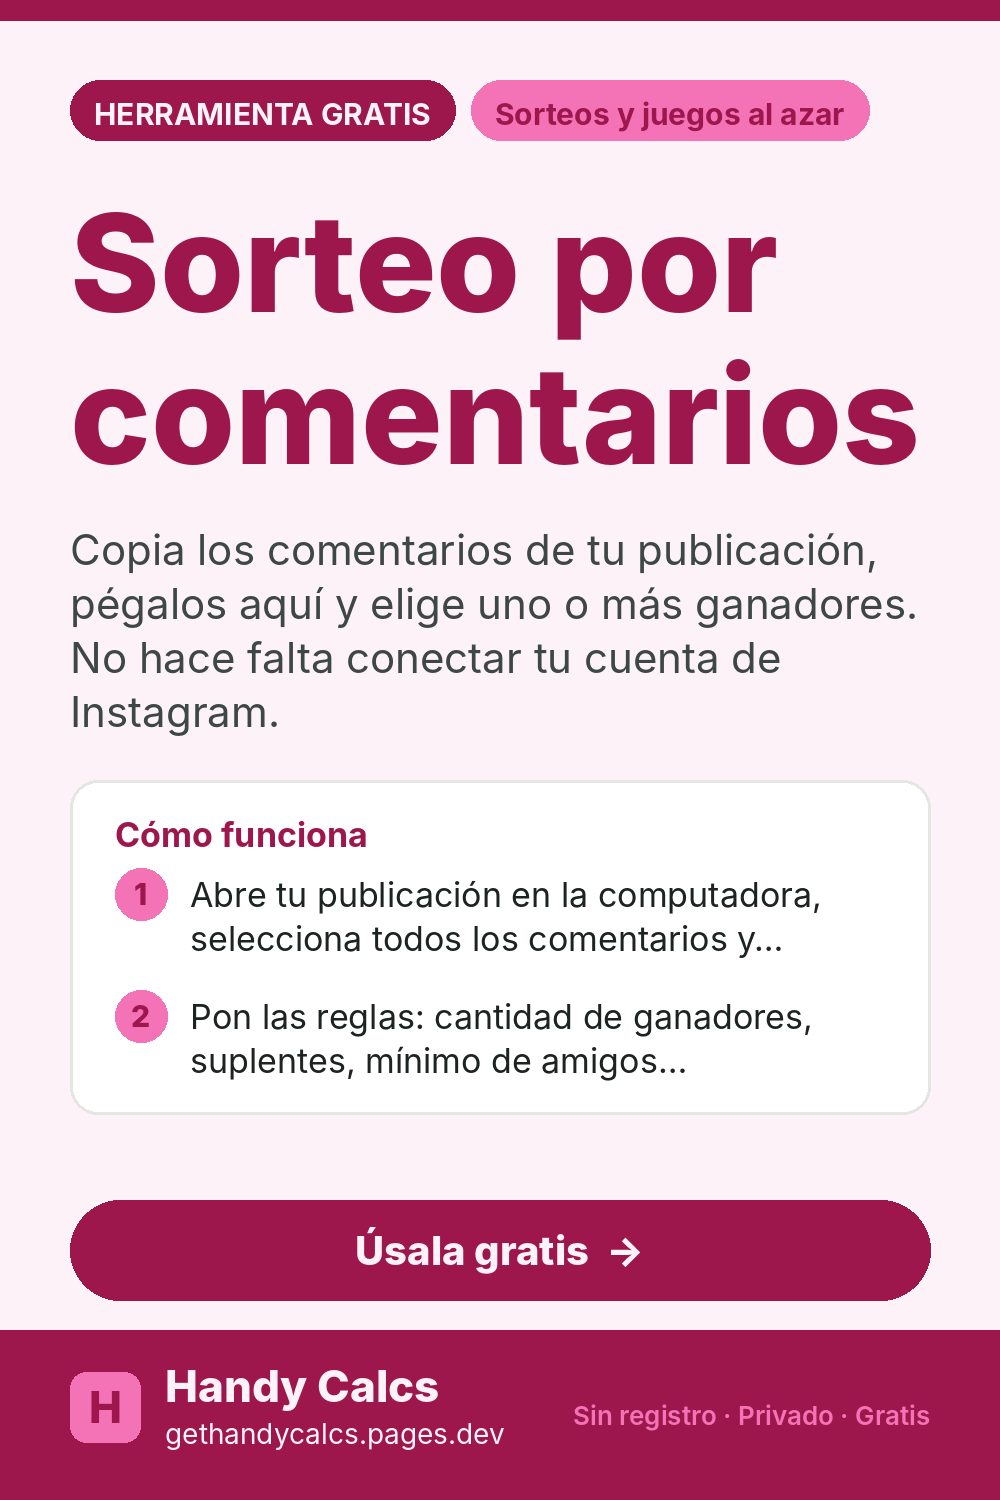 HERRAMIENTA GRATIS
Sorteos y juegos al azar
Sorteo por
comentarios
Copia los comentarios de tu publicación,
pégalos aquí y elige uno o más ganadores.
No hace falta conectar tu cuenta de
Instagram.
Cómo funciona
1 Abre tu publicación en la computadora,
selecciona todos los comentarios y...
2 Pon las reglas: cantidad de ganadores,
suplentes, mínimo de amigos...
Úsala gratis →
H
Handy Calcs
gethandycalcs.pages.dev
Sin registro · Privado · Gratis